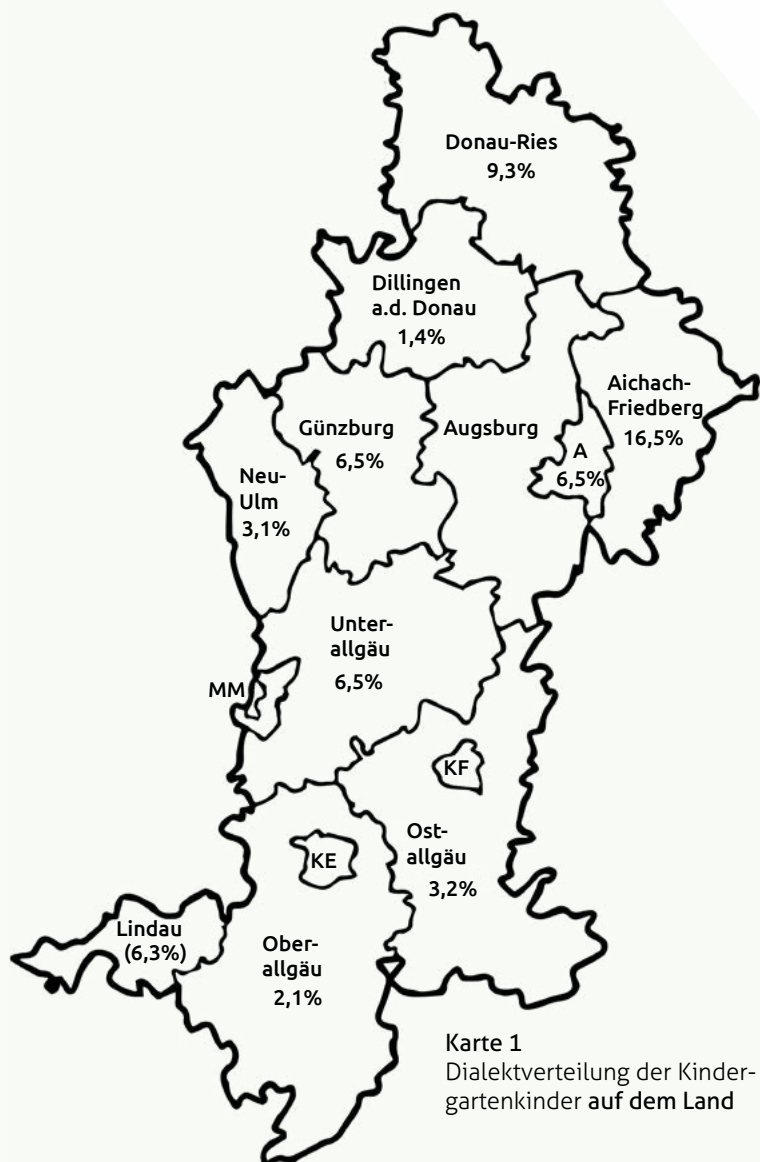 Donau-Ries
9,3%
Dillingen
a.d. Donau
1,4%
Aichach-
Friedberg
16,5%
Günzburg
6,5%
Augsburg
A
6,5%
Neu-
Ulm
3,1%
Unter-
allgäu
6,5%
MM
KF
Ost-
allgäu
3,2%
KE
Lindau
(6,3%)
Ober-
allgäu
2,1%
Karte 1
Dialektverteilung der Kinder-
gartenkinder auf dem Land